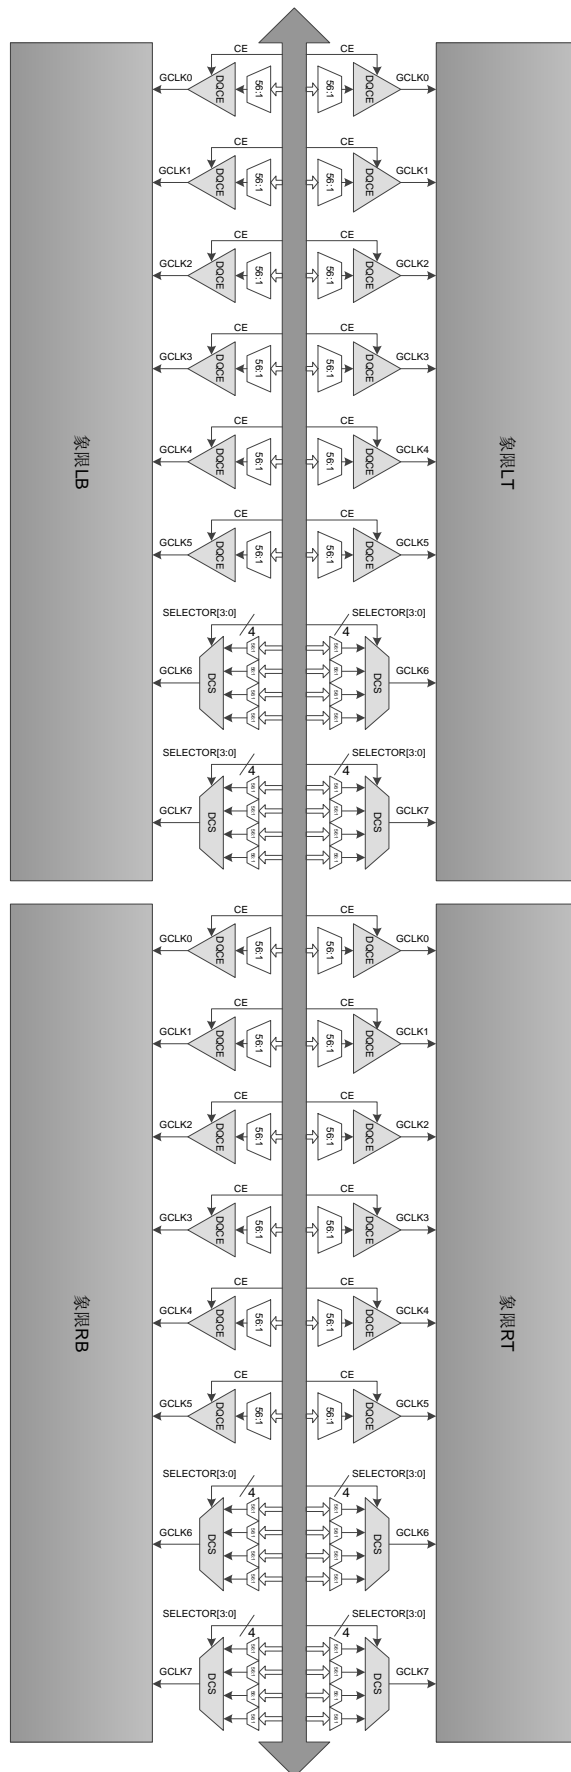 CE CE
GCLK0 DQCE 56:1 56:1 DQCE GCLK0
CE CE
GCLK1 DQCE 56:1 56:1 DQCE GCLK1
CE CE
GCLK2 DQCE 56:1 56:1 DQCE GCLK2
CE CE
GCLK3 DQCE 56:1 56:1 DQCE GCLK3
CE CE
象限LB GCLK4 DQCE 56:1 56:1 DQCE GCLK4 象限LT
CE CE
GCLK5 DQCE 56:1 56:1 DQCE GCLK5
SELECTOR[3:0] SELECTOR[3:0]
4 4
GCLK6 DCS DCS GCLK6
SELECTOR[3:0] SELECTOR[3:0]
4 4
GCLK7 DCS DCS GCLK7
CE CE
GCLK0 DQCE 56:1 56:1 DQCE GCLK0
CE CE
GCLK1 DQCE 56:1 56:1 DQCE GCLK1
CE CE
GCLK2 DQCE 56:1 56:1 DQCE GCLK2
CE CE
GCLK3 DQCE 56:1 56:1 DQCE GCLK3
CE CE
象限RB GCLK4 DQCE 56:1 56:1 DQCE GCLK4 象限RT
CE CE
GCLK5 DQCE 56:1 56:1 DQCE GCLK5
SELECTOR[3:0] SELECTOR[3:0]
4 4
GCLK6 DCS DCS GCLK6
SELECTOR[3:0] SELECTOR[3:0]
4 4
GCLK7 DCS DCS GCLK7